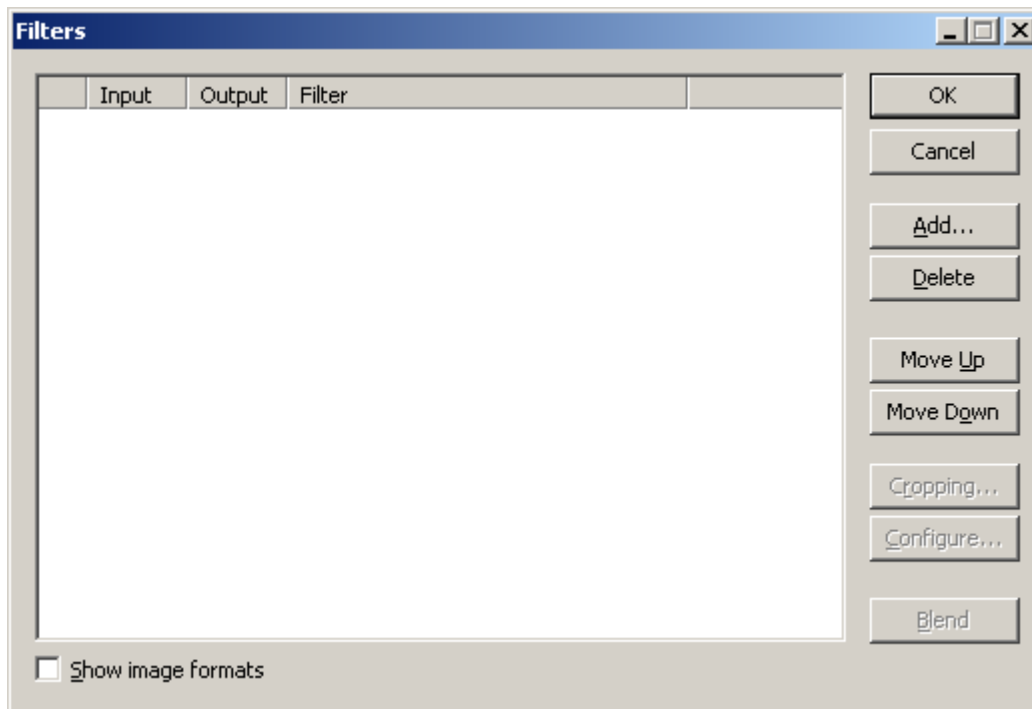 Filters
Input Output Filter
OK
Cancel
Add...
Delete
Move Up
Move Down
Cropping...
Configure...
Blend
Show image formats